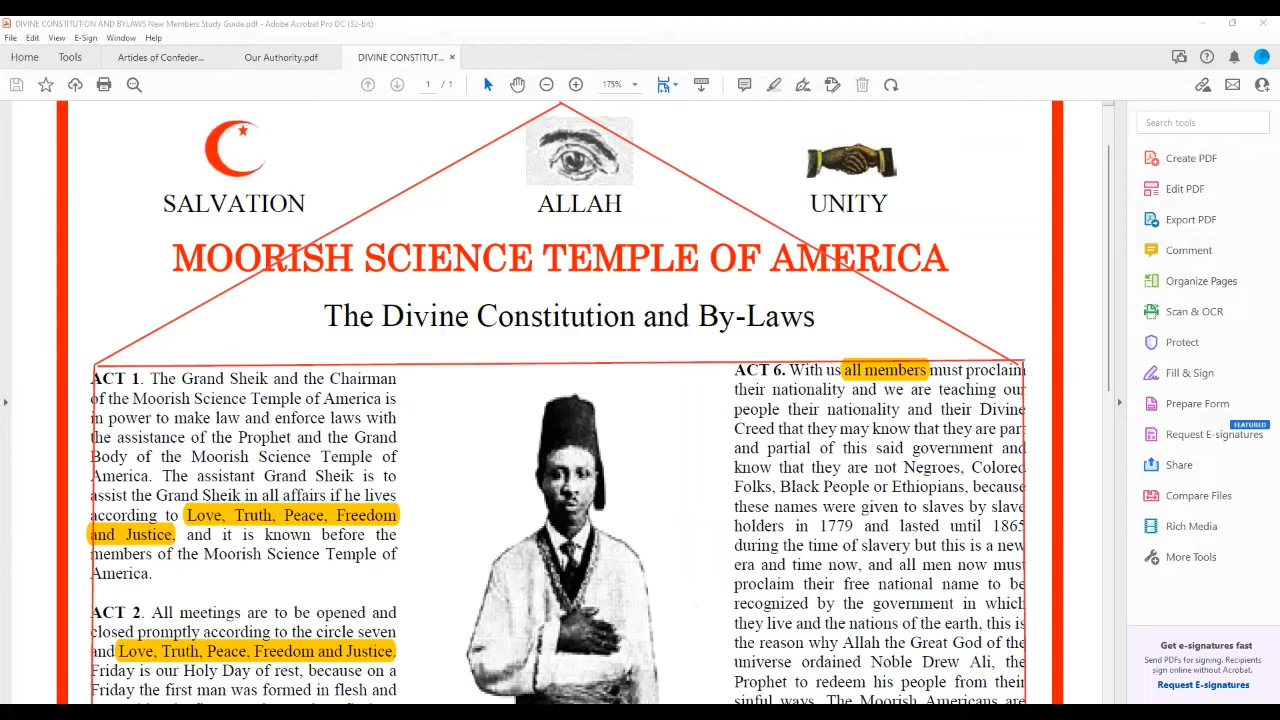 DIVINE CONSTITUTION AND BYLAWS New Members Study Guide.pdf - Adobe Acrobat Pro DC (32-bit)
File Edit View E-Sign Window Help
Home Tools Articles of Confeder... Our Authority.pdf DIVINE CONSTITUT... ×
1 / 1 175%
SALVATION
ALLAH
UNITY
MOORISH SCIENCE TEMPLE OF AMERICA
The Divine Constitution and By-Laws
ACT 1. The Grand Sheik and the Chairman
of the Moorish Science Temple of America is
in power to make law and enforce laws with
the assistance of the Prophet and the Grand
Body of the Moorish Science Temple of
America. The assistant Grand Sheik is to
assist the Grand Sheik in all affairs if he lives
according to Love, Truth, Peace, Freedom
and Justice, and it is known before the
members of the Moorish Science Temple of
America.
ACT 2. All meetings are to be opened and
closed promptly according to the circle seven
and Love, Truth, Peace, Freedom and Justice.
Friday is our Holy Day of rest, because on a
Friday the first man was formed in flesh and
ACT 6. With us all members must proclaim
their nationality and we are teaching our
people their nationality and their Divine
Creed that they may know that they are part
and partial of this said government and
know that they are not Negroes, Colored
Folks, Black People or Ethiopians, because
these names were given to slaves by slave
holders in 1779 and lasted until 1865
during the time of slavery but this is a new
era and time now, and all men now must
proclaim their free national name to be
recognized by the government in which
they live and the nations of the earth, this is
the reason why Allah the Great God of the
universe ordained Noble Drew Ali, the
Prophet to redeem his people from their
sinful ways. The Moorish Americans are
Search tools
Create PDF
Edit PDF
Export PDF
Comment
Organize Pages
Scan & OCR
Protect
Fill & Sign
Prepare Form
FEATURED
Request E-signatures
Share
Compare Files
Rich Media
More Tools
Get e-signatures fast
Send PDFs for signing. Recipients
sign online without Acrobat.
Request E-Signatures